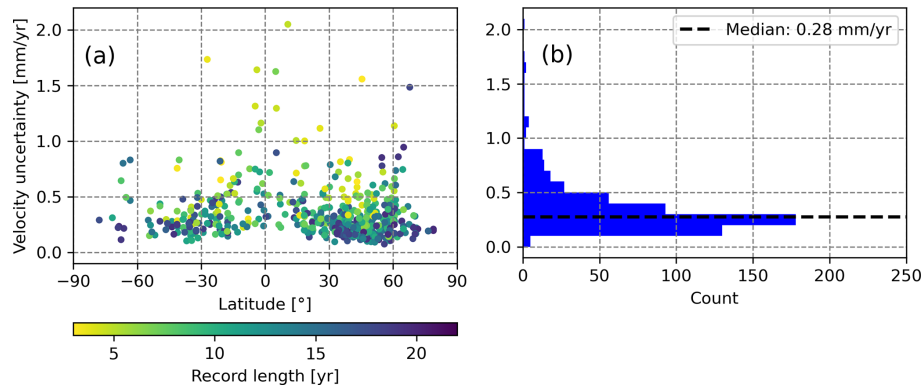 (a)
Velocity uncertainty [mm/yr]
2.0
1.5
1.0
0.5
0.0
−90 −60 −30 0 30 60 90
Latitude [°]
5 10 15 20
Record length [yr]
(b)
Median: 0.28 mm/yr
2.0
1.5
1.0
0.5
0.0
0 50 100 150 200 250
Count